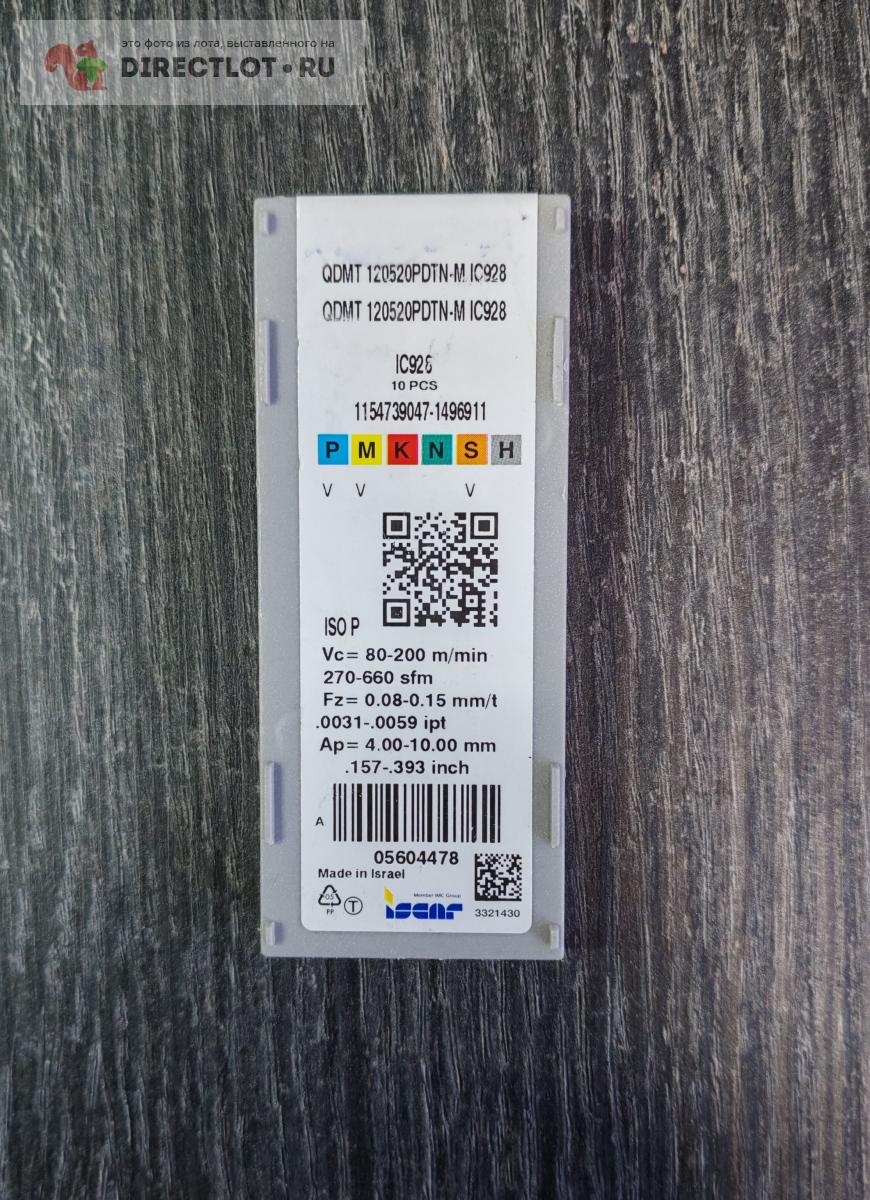 это фото из лота, выставленного на
DIRECTLOT.RU
QDMT 120520PDTN-M IC928
QDMT 120520PDTN-M IC928
IC928
10 PCS
1154739047-1496911
P M K N S H
V V V
ISO P
Vc= 80-200 m/min
270-660 sfm
Fz= 0.08-0.15 mm/t
.0031-.0059 ipt
Ap= 4.00-10.00 mm
.157-.393 inch
A
05604478
Made in Israel
05
PP
T
Member IMC Group
iscar
3321430